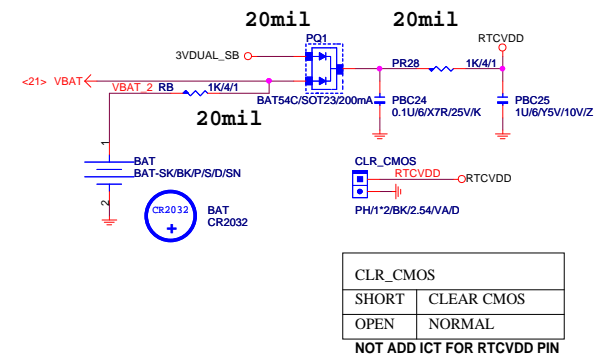 20mil
20mil
PQ1
RTCVDD
3VDUAL_SB
PR28
1K/4/1
<21> VBAT
VBAT_2
RB
1K/4/1
BAT54C/SOT23/200mA
PBC24
0.1U/6/X7R/25V/K
PBC25
1U/6/Y5V/10V/Z
20mil
1
BAT
BAT-SK/BK/P/S/D/SN
2
CR2032
+
BAT
CR2032
CLR_CMOS
RTCVDD
RTCVDD
PH/1*2/BK/2.54/VA/D
CLR_CMOS
SHORT CLEAR CMOS
OPEN NORMAL
NOT ADD ICT FOR RTCVDD PIN